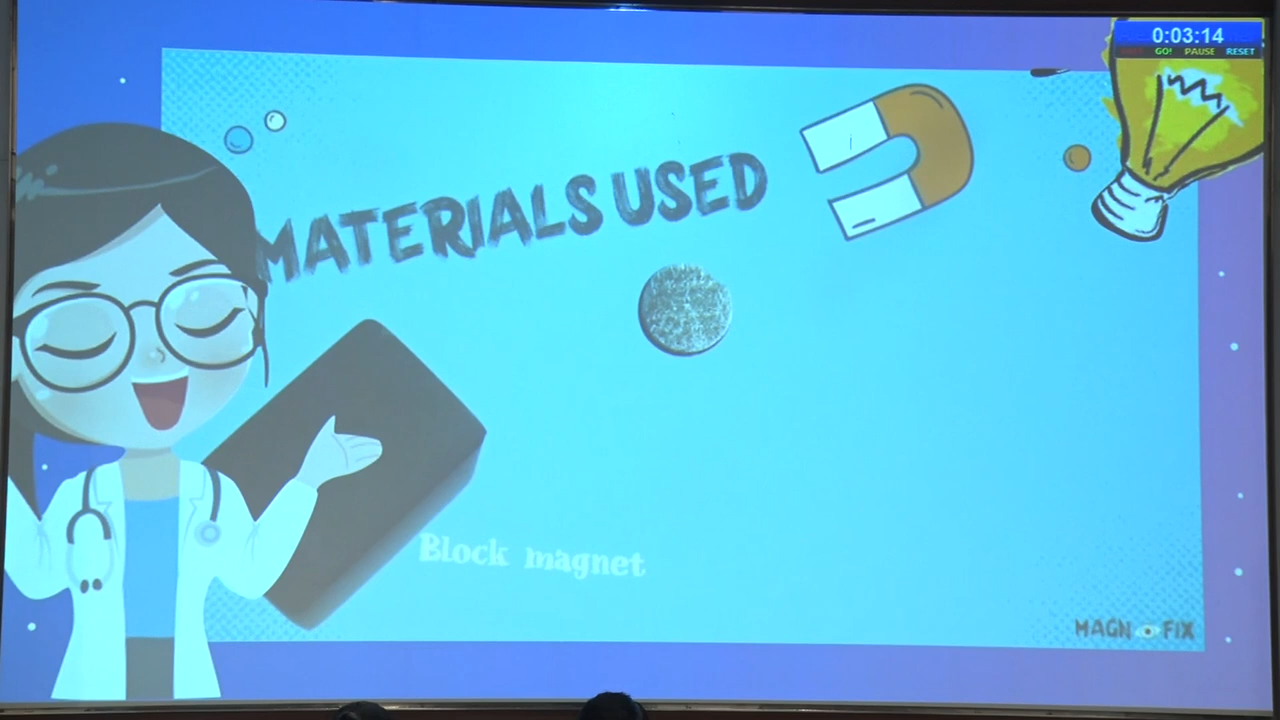 0:03:14
GO! PAUSE RESET
MATERIALS USED
Block magnet
MAGN FIX